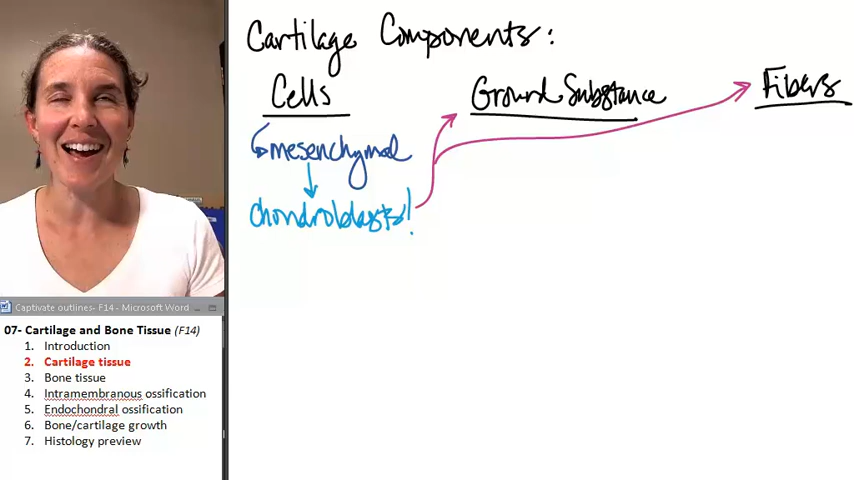 Cartilage Components:
Cells
Ground Substance
Fibers
mesenchymal
chondroblasts!
Captivate outlines- F14 - Microsoft Word
07- Cartilage and Bone Tissue (F14)
1. Introduction
2. Cartilage tissue
3. Bone tissue
4. Intramembranous ossification
5. Endochondral ossification
6. Bone/cartilage growth
7. Histology preview